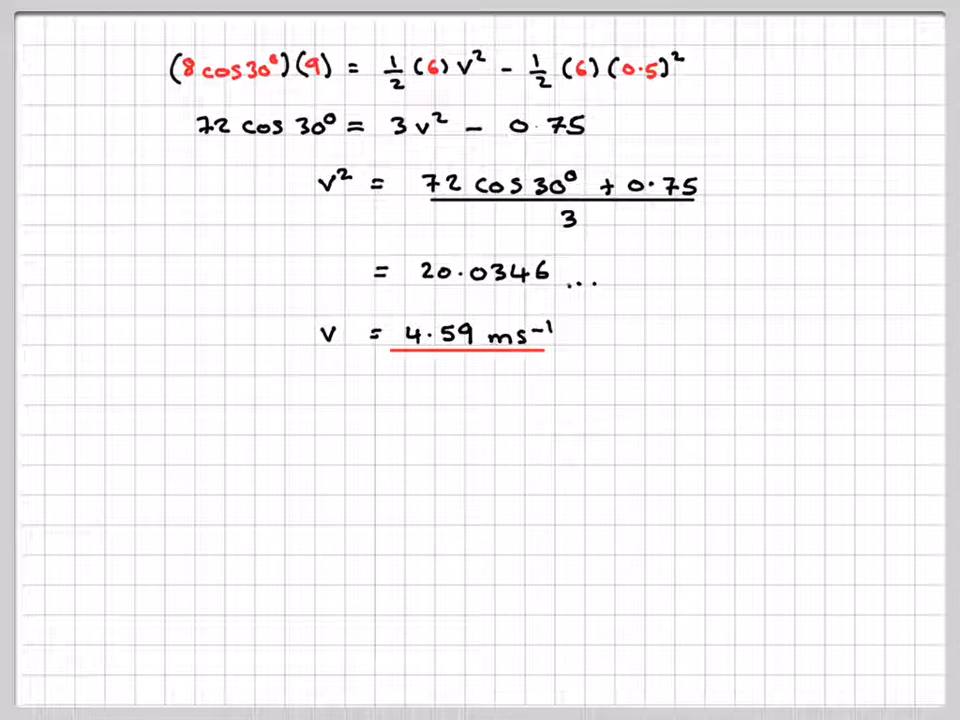 (8 cos 30°)(9) = 1/2 (6) v² - 1/2 (6)(0.5)²
72 cos 30° = 3v² - 0.75
v² = 72 cos 30° + 0.75 / 3
= 20.0346 ...
v = 4.59 ms⁻¹